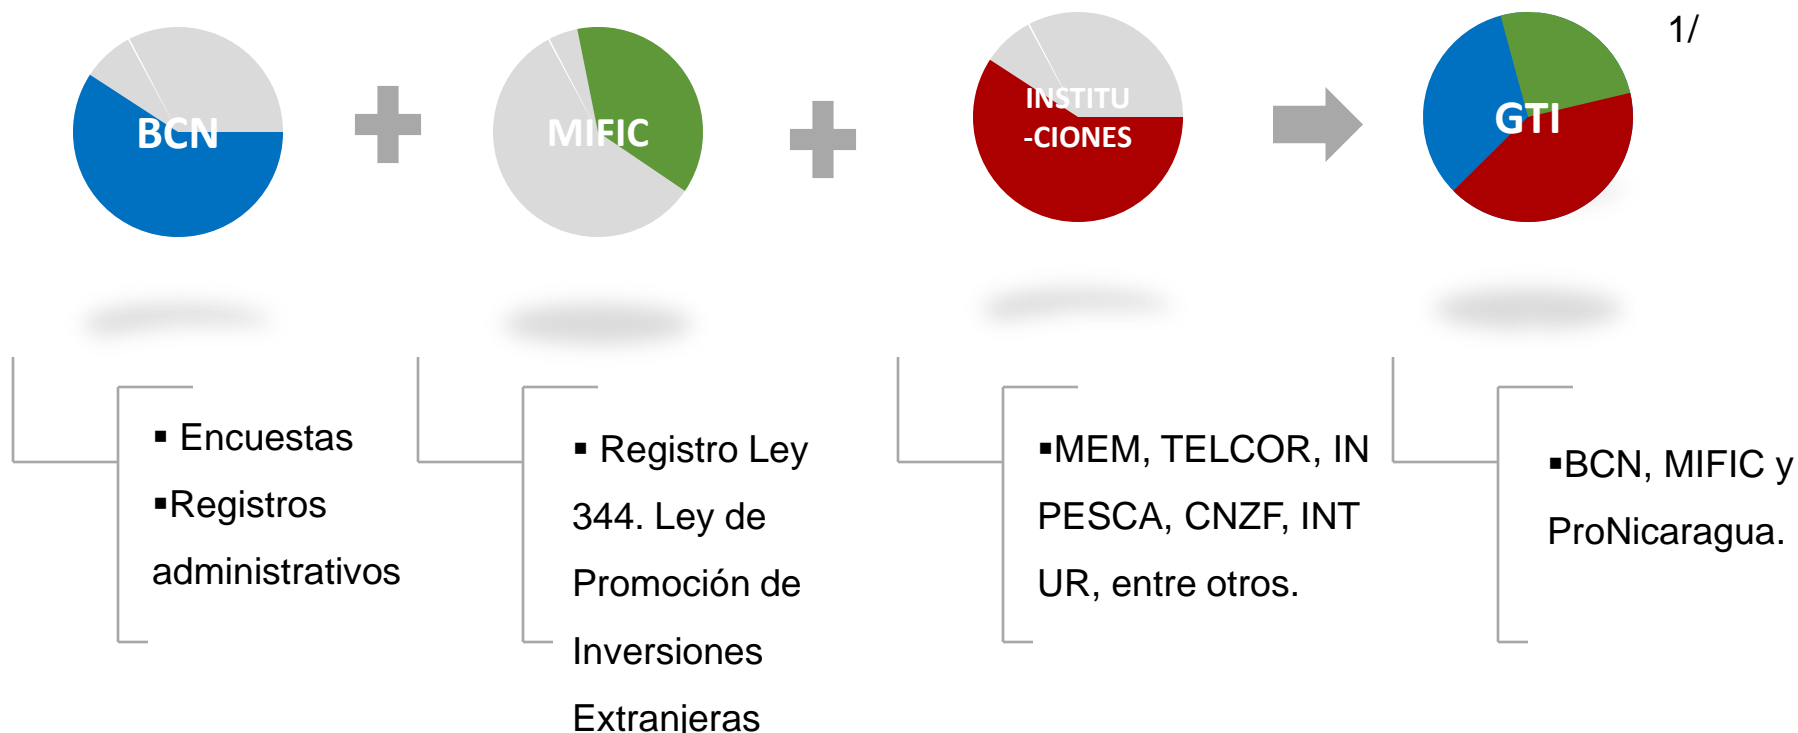 BCN
MIFIC
INSTITU
-CIONES
GTI
1/
▪ Encuestas
▪Registros
administrativos
▪ Registro Ley
344. Ley de
Promoción de
Inversiones
Extranjeras
▪MEM, TELCOR, IN
PESCA, CNZF, INT
UR, entre otros.
▪BCN, MIFIC y
ProNicaragua.